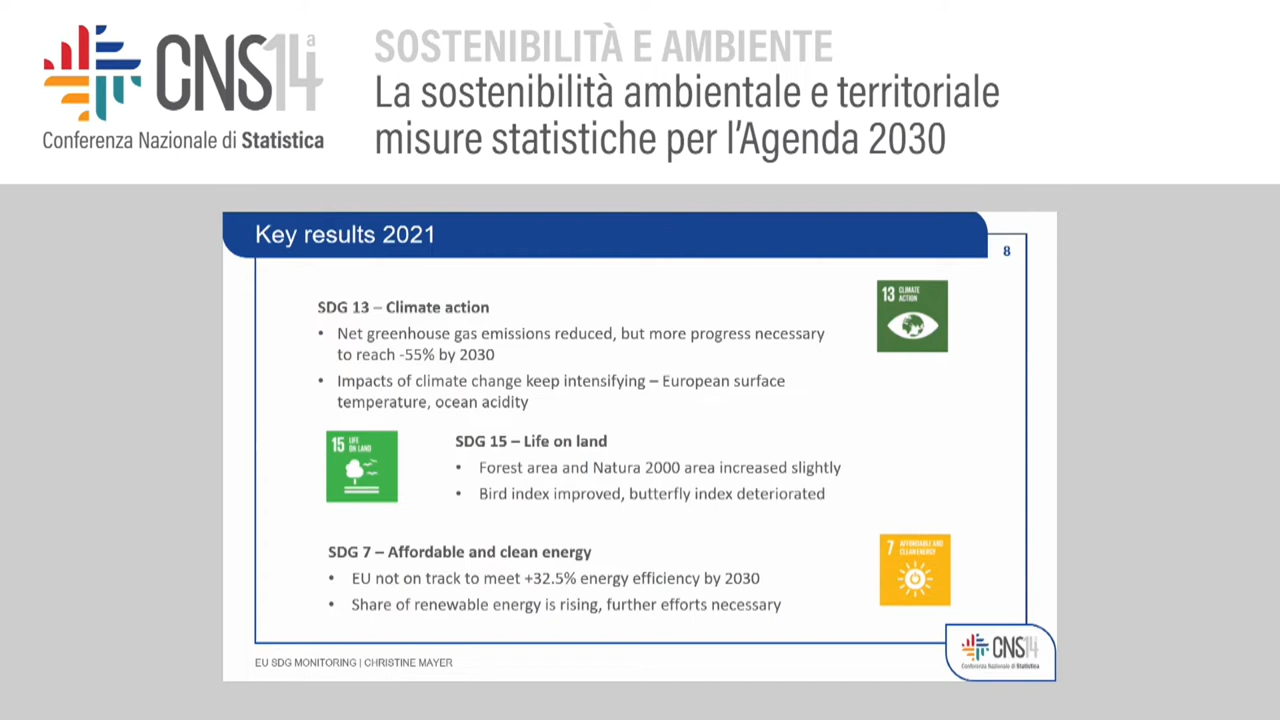 CNS14a
Conferenza Nazionale di Statistica
SOSTENIBILITÀ E AMBIENTE
La sostenibilità ambientale e territoriale
misure statistiche per l'Agenda 2030
Key results 2021
8
SDG 13 – Climate action
• Net greenhouse gas emissions reduced, but more progress necessary
to reach -55% by 2030
• Impacts of climate change keep intensifying – European surface
temperature, ocean acidity
13 CLIMATE
ACTION
15 LIFE
ON LAND
SDG 15 – Life on land
• Forest area and Natura 2000 area increased slightly
• Bird index improved, butterfly index deteriorated
SDG 7 – Affordable and clean energy
• EU not on track to meet +32.5% energy efficiency by 2030
• Share of renewable energy is rising, further efforts necessary
7 AFFORDABLE AND
CLEAN ENERGY
EU SDG MONITORING | CHRISTINE MAYER
CNS14
Conferenza Nazionale di Statistica